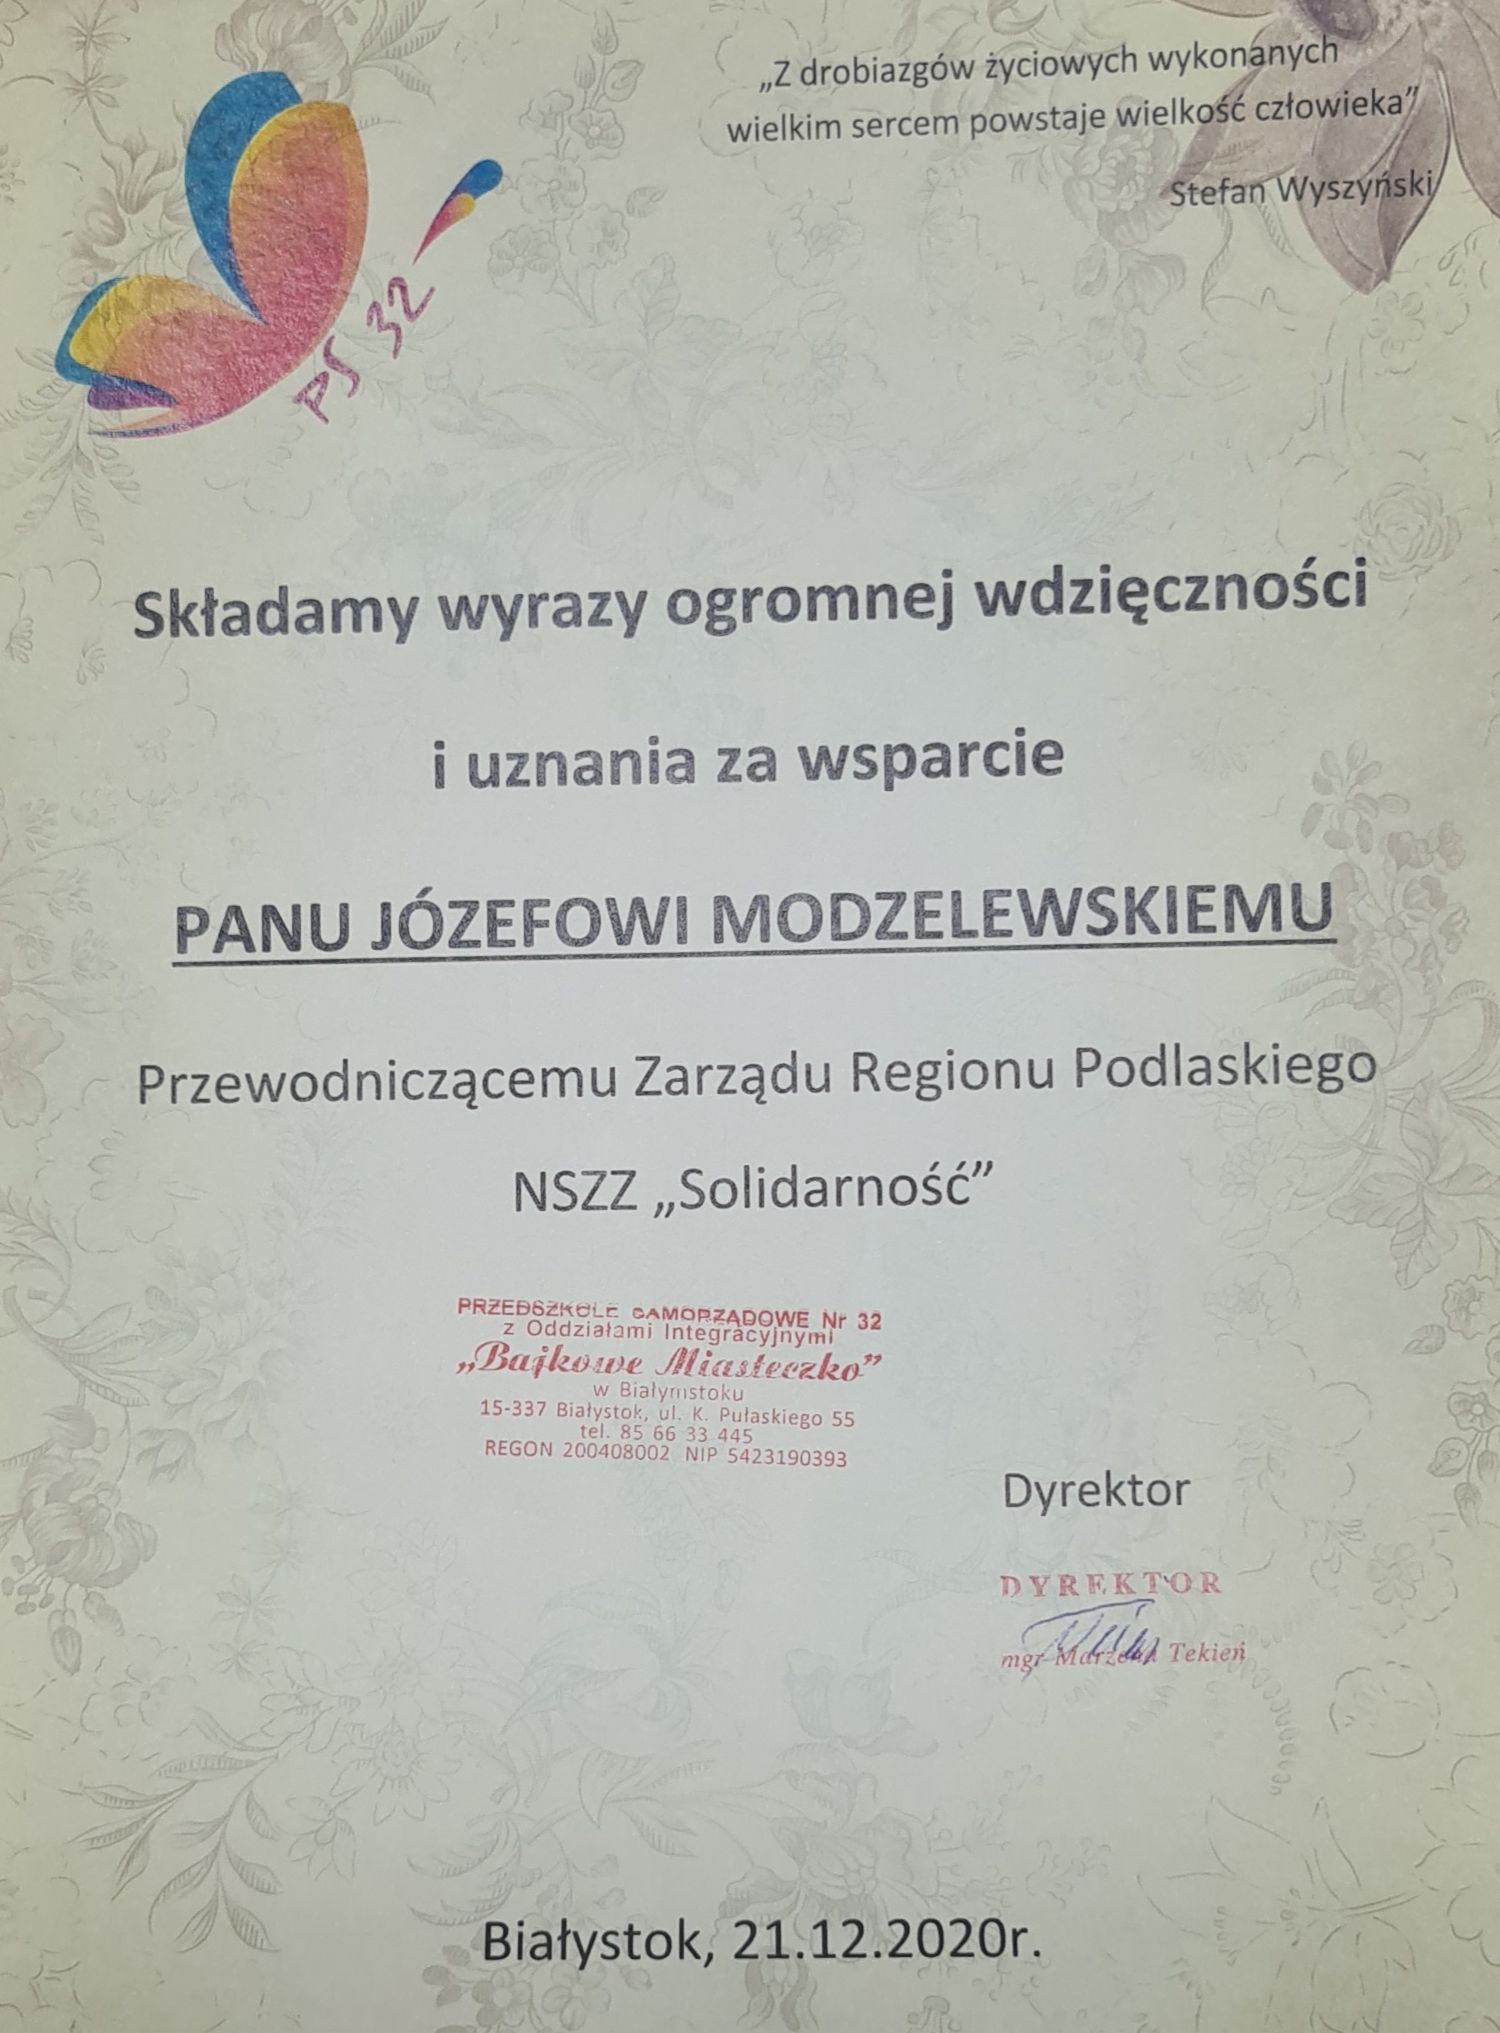 „Z drobiazgów życiowych wykonanych
wielkim sercem powstaje wielkość człowieka”
Stefan Wyszyński
PS 32
Składamy wyrazy ogromnej wdzięczności
i uznania za wsparcie
PANU JÓZEFOWI MODZELEWSKIEMU
Przewodniczącemu Zarządu Regionu Podlaskiego
NSZZ „Solidarność”
PRZEDSZKOLE SAMORZĄDOWE Nr 32
z Oddziałami Integracyjnymi
„Bajkowe Miasteczko”
w Białymstoku
15-337 Białystok, ul. K. Pułaskiego 55
tel. 85 66 33 445
REGON 200408002 NIP 5423190393
Dyrektor
DYREKTOR
mgr Marzena Tekień
Białystok, 21.12.2020r.